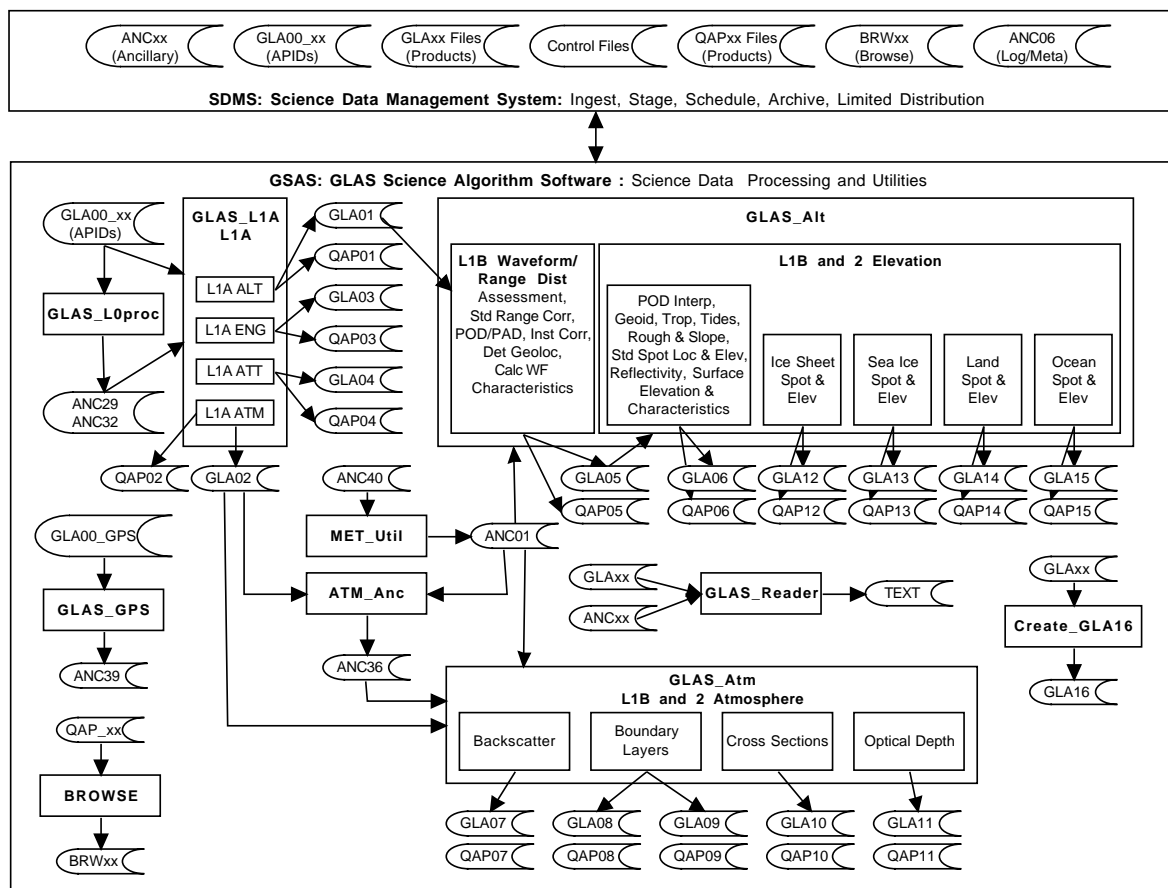 ANCxx
(Ancillary)
GLA00_xx
(APIDs)
GLAxx Files
(Products)
Control Files
QAPxx Files
(Products)
BRWxx
(Browse)
ANC06
(Log/Meta)
SDMS: Science Data Management System: Ingest, Stage, Schedule, Archive, Limited Distribution
GSAS: GLAS Science Algorithm Software : Science Data Processing and Utilities
GLA00_xx
(APIDs)
GLAS_L0proc
ANC29
ANC32
GLAS_L1A
L1A
L1A ALT
L1A ENG
L1A ATT
L1A ATM
GLA01
QAP01
GLA03
QAP03
GLA04
QAP04
QAP02
GLA02
GLAS_Alt
L1B Waveform/
Range Dist
Assessment,
Std Range Corr,
POD/PAD, Inst Corr,
Det Geoloc,
Calc WF
Characteristics
L1B and 2 Elevation
POD Interp,
Geoid, Trop, Tides,
Rough & Slope,
Std Spot Loc & Elev,
Reflectivity, Surface
Elevation &
Characteristics
Ice Sheet
Spot &
Elev
Sea Ice
Spot &
Elev
Land
Spot &
Elev
Ocean
Spot &
Elev
GLA05
QAP05
GLA06
QAP06
GLA12
QAP12
GLA13
QAP13
GLA14
QAP14
GLA15
QAP15
ANC40
MET_Util
ANC01
ATM_Anc
ANC36
GLA00_GPS
GLAS_GPS
ANC39
GLAxx
ANCxx
GLAS_Reader
TEXT
GLAxx
Create_GLA16
GLA16
QAP_xx
BROWSE
BRWxx
GLAS_Atm
L1B and 2 Atmosphere
Backscatter
Boundary
Layers
Cross Sections
Optical Depth
GLA07
QAP07
GLA08
QAP08
GLA09
QAP09
GLA10
QAP10
GLA11
QAP11